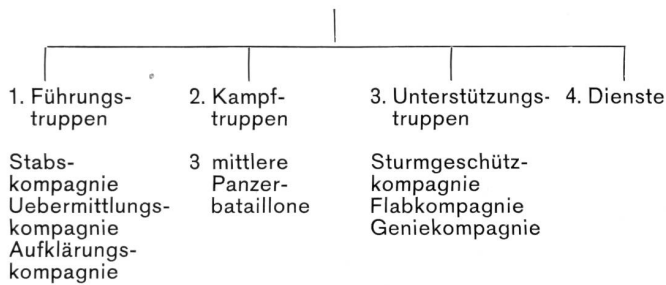 1. Führungs-
truppen
Stabs-
kompagnie
Uebermittlungs-
kompagnie
Aufklärungs-
kompagnie
2. Kampf-
truppen
3 mittlere
Panzer-
bataillone
3. Unterstützungs-
truppen
Sturmgeschütz-
kompagnie
Flabkompagnie
Geniekompagnie
4. Dienste